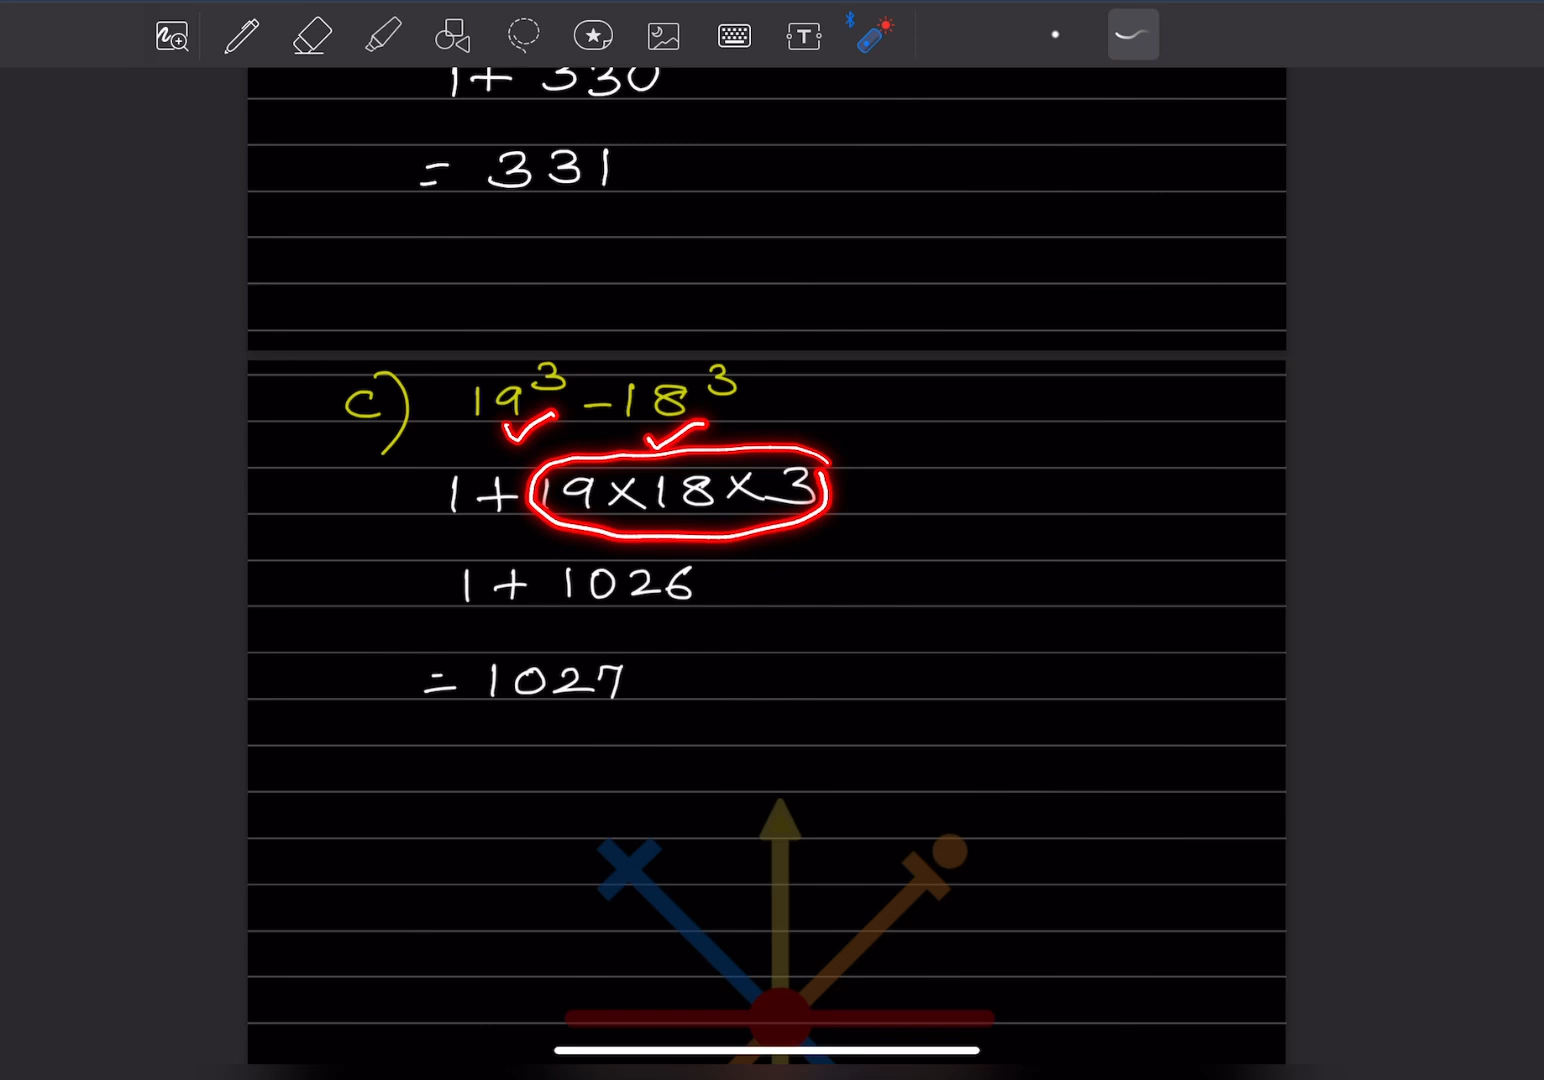 1 + 330
= 331
c) 19³ - 18³
1 + 19 × 18 × 3
1 + 1026
= 1027